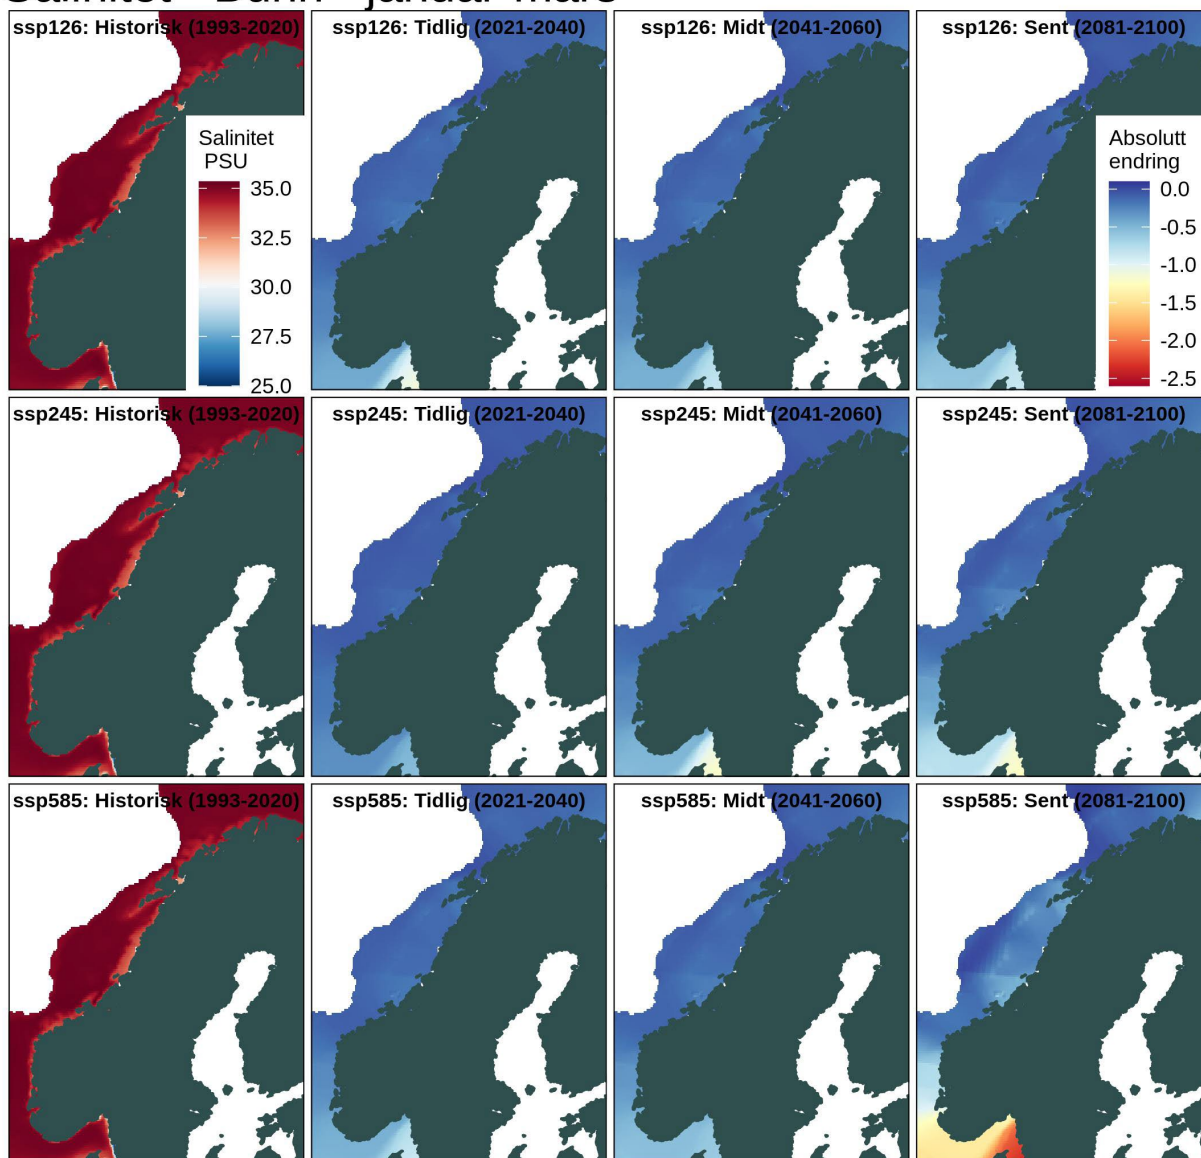 ssp126: Historisk (1993-2020)
ssp126: Tidlig (2021-2040)
ssp126: Midt (2041-2060)
ssp126: Sent (2081-2100)
Salinitet
PSU
35.0
32.5
30.0
27.5
25.0
Absolutt
endring
0.0
-0.5
-1.0
-1.5
-2.0
-2.5
ssp245: Historisk (1993-2020)
ssp245: Tidlig (2021-2040)
ssp245: Midt (2041-2060)
ssp245: Sent (2081-2100)
ssp585: Historisk (1993-2020)
ssp585: Tidlig (2021-2040)
ssp585: Midt (2041-2060)
ssp585: Sent (2081-2100)